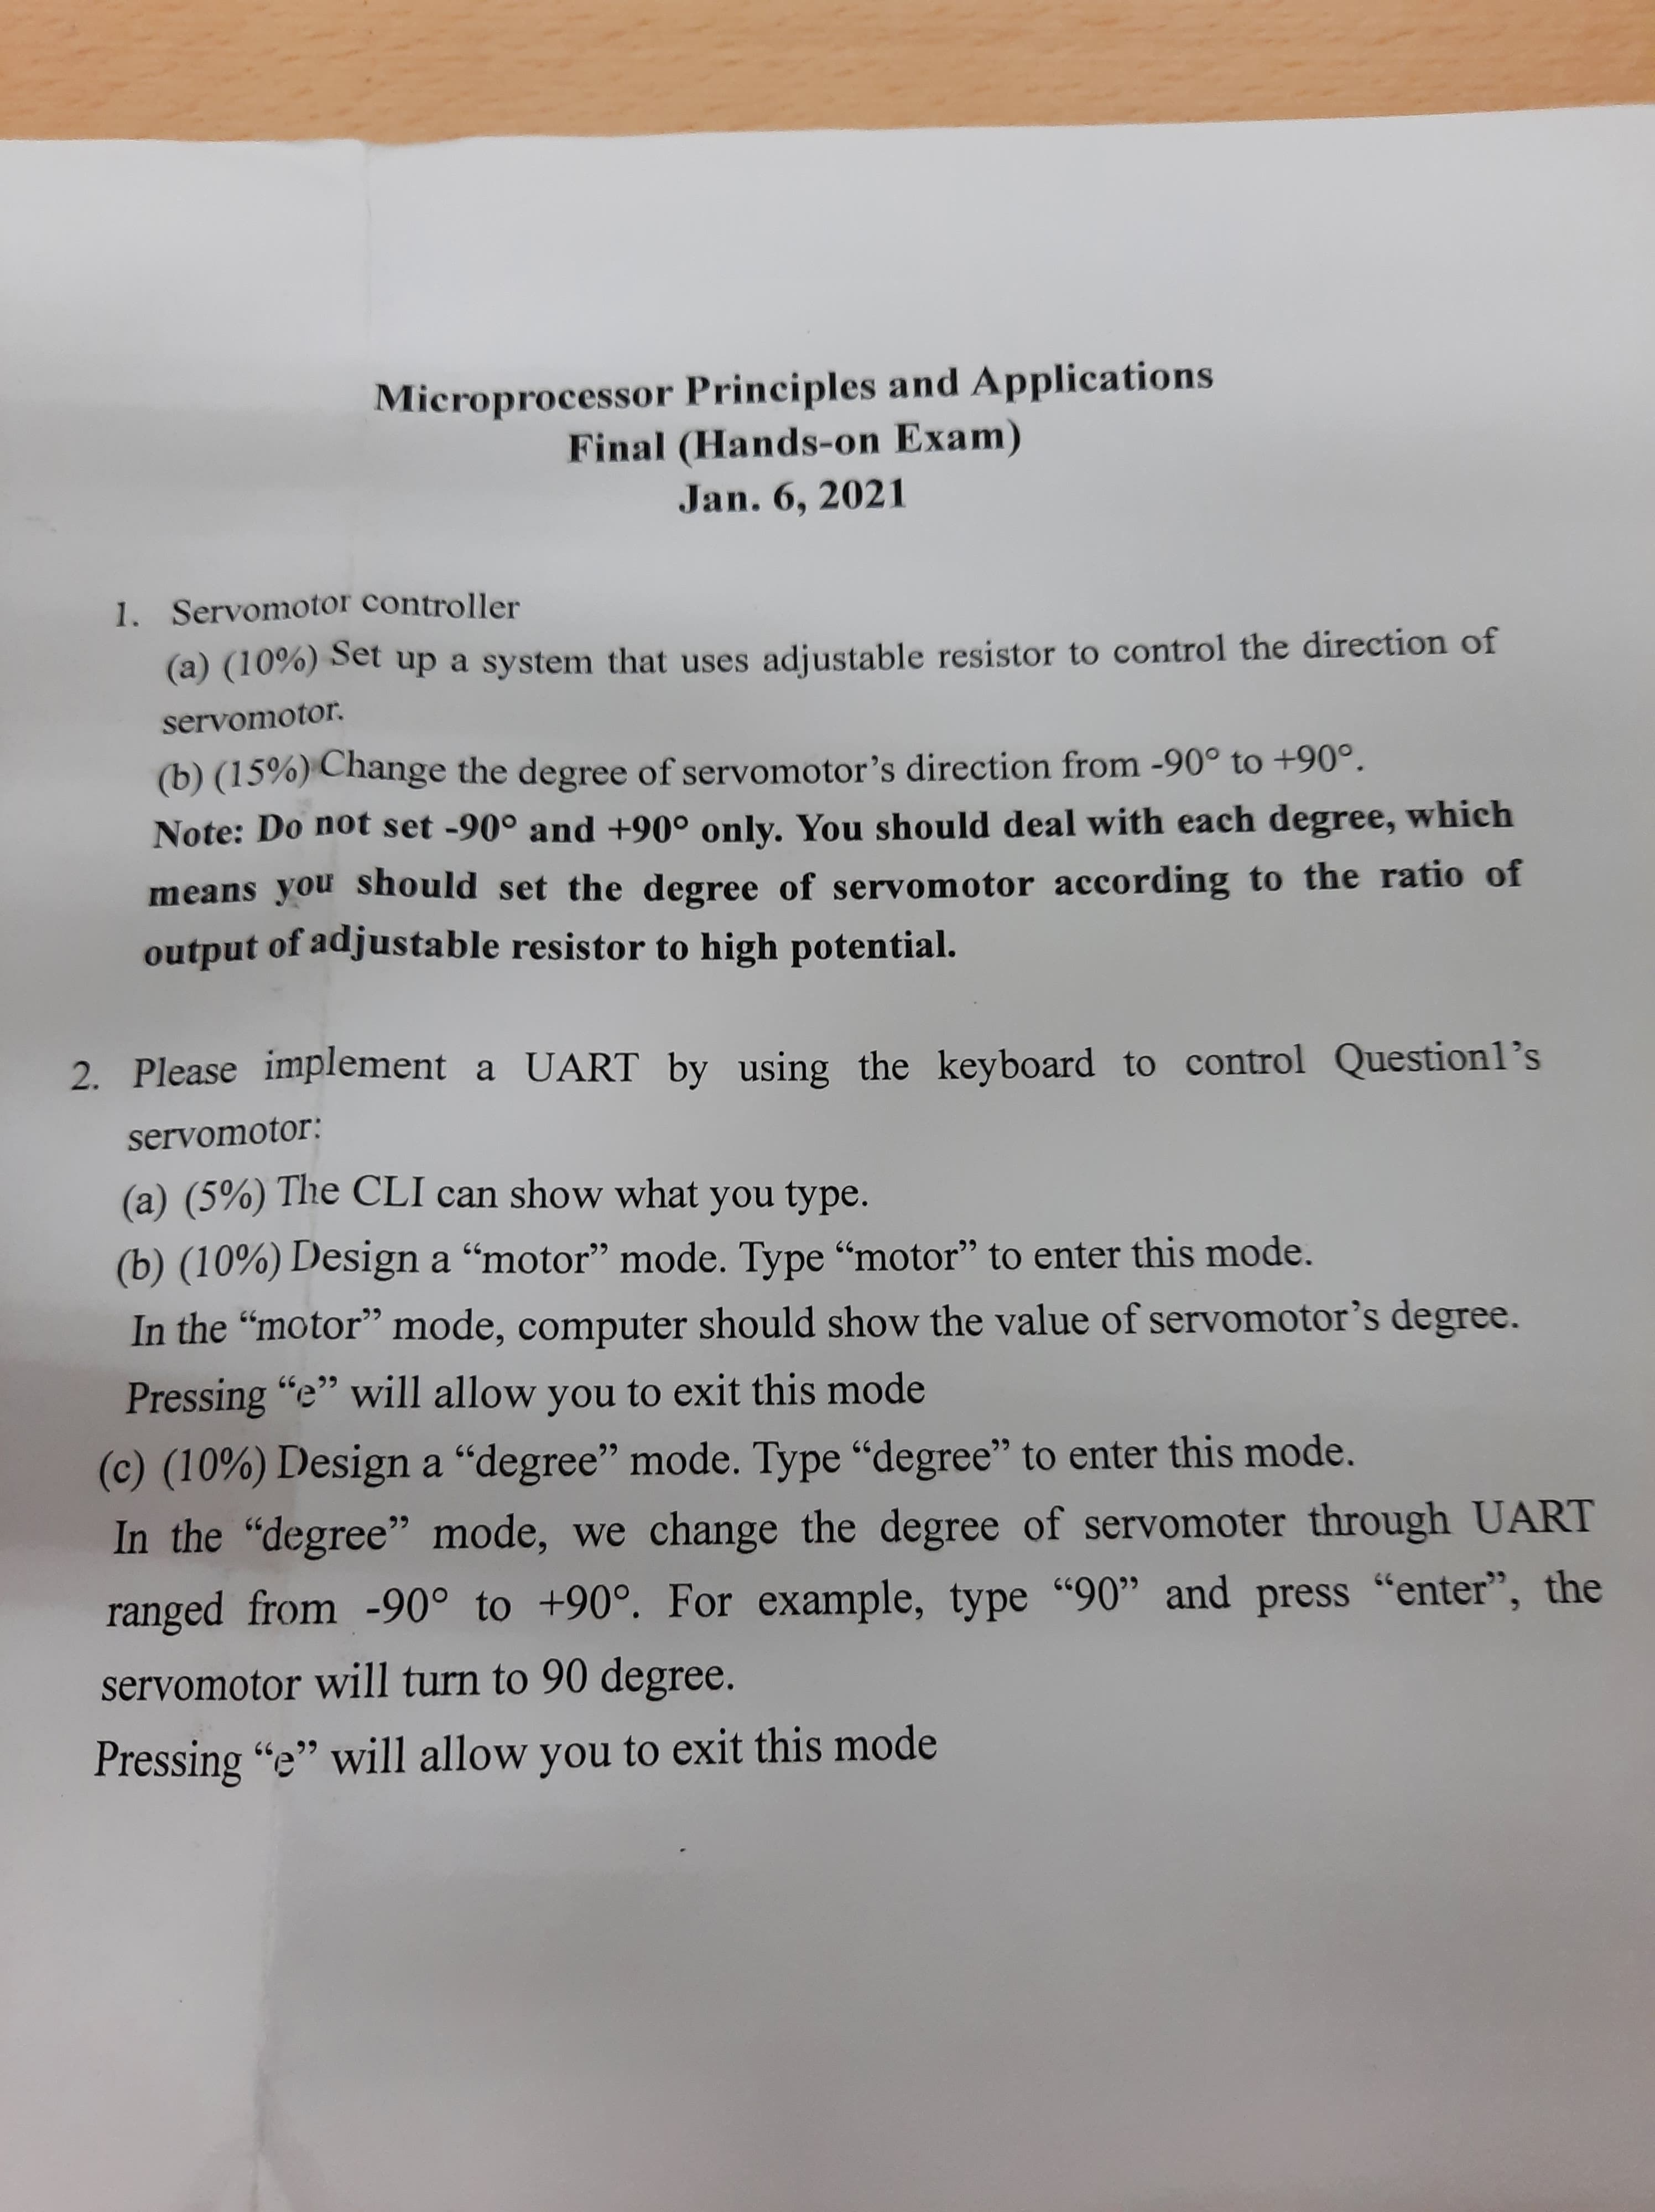 Microprocessor Principles and Applications
Final (Hands-on Exam)
Jan. 6, 2021
1. Servomotor controller
(a) (10%) Set up a system that uses adjustable resistor to control the direction of
servomotor.
(b) (15%) Change the degree of servomotor’s direction from -90° to +90°.
Note: Do not set -90° and +90° only. You should deal with each degree, which
means you should set the degree of servomotor according to the ratio of
output of adjustable resistor to high potential.
2. Please implement a UART by using the keyboard to control Question1’s
servomotor:
(a) (5%) The CLI can show what you type.
(b) (10%) Design a “motor” mode. Type “motor” to enter this mode.
In the “motor” mode, computer should show the value of servomotor’s degree.
Pressing “e” will allow you to exit this mode
(c) (10%) Design a “degree” mode. Type “degree” to enter this mode.
In the “degree” mode, we change the degree of servomoter through UART
ranged from -90° to +90°. For example, type “90” and press “enter”, the
servomotor will turn to 90 degree.
Pressing “e” will allow you to exit this mode